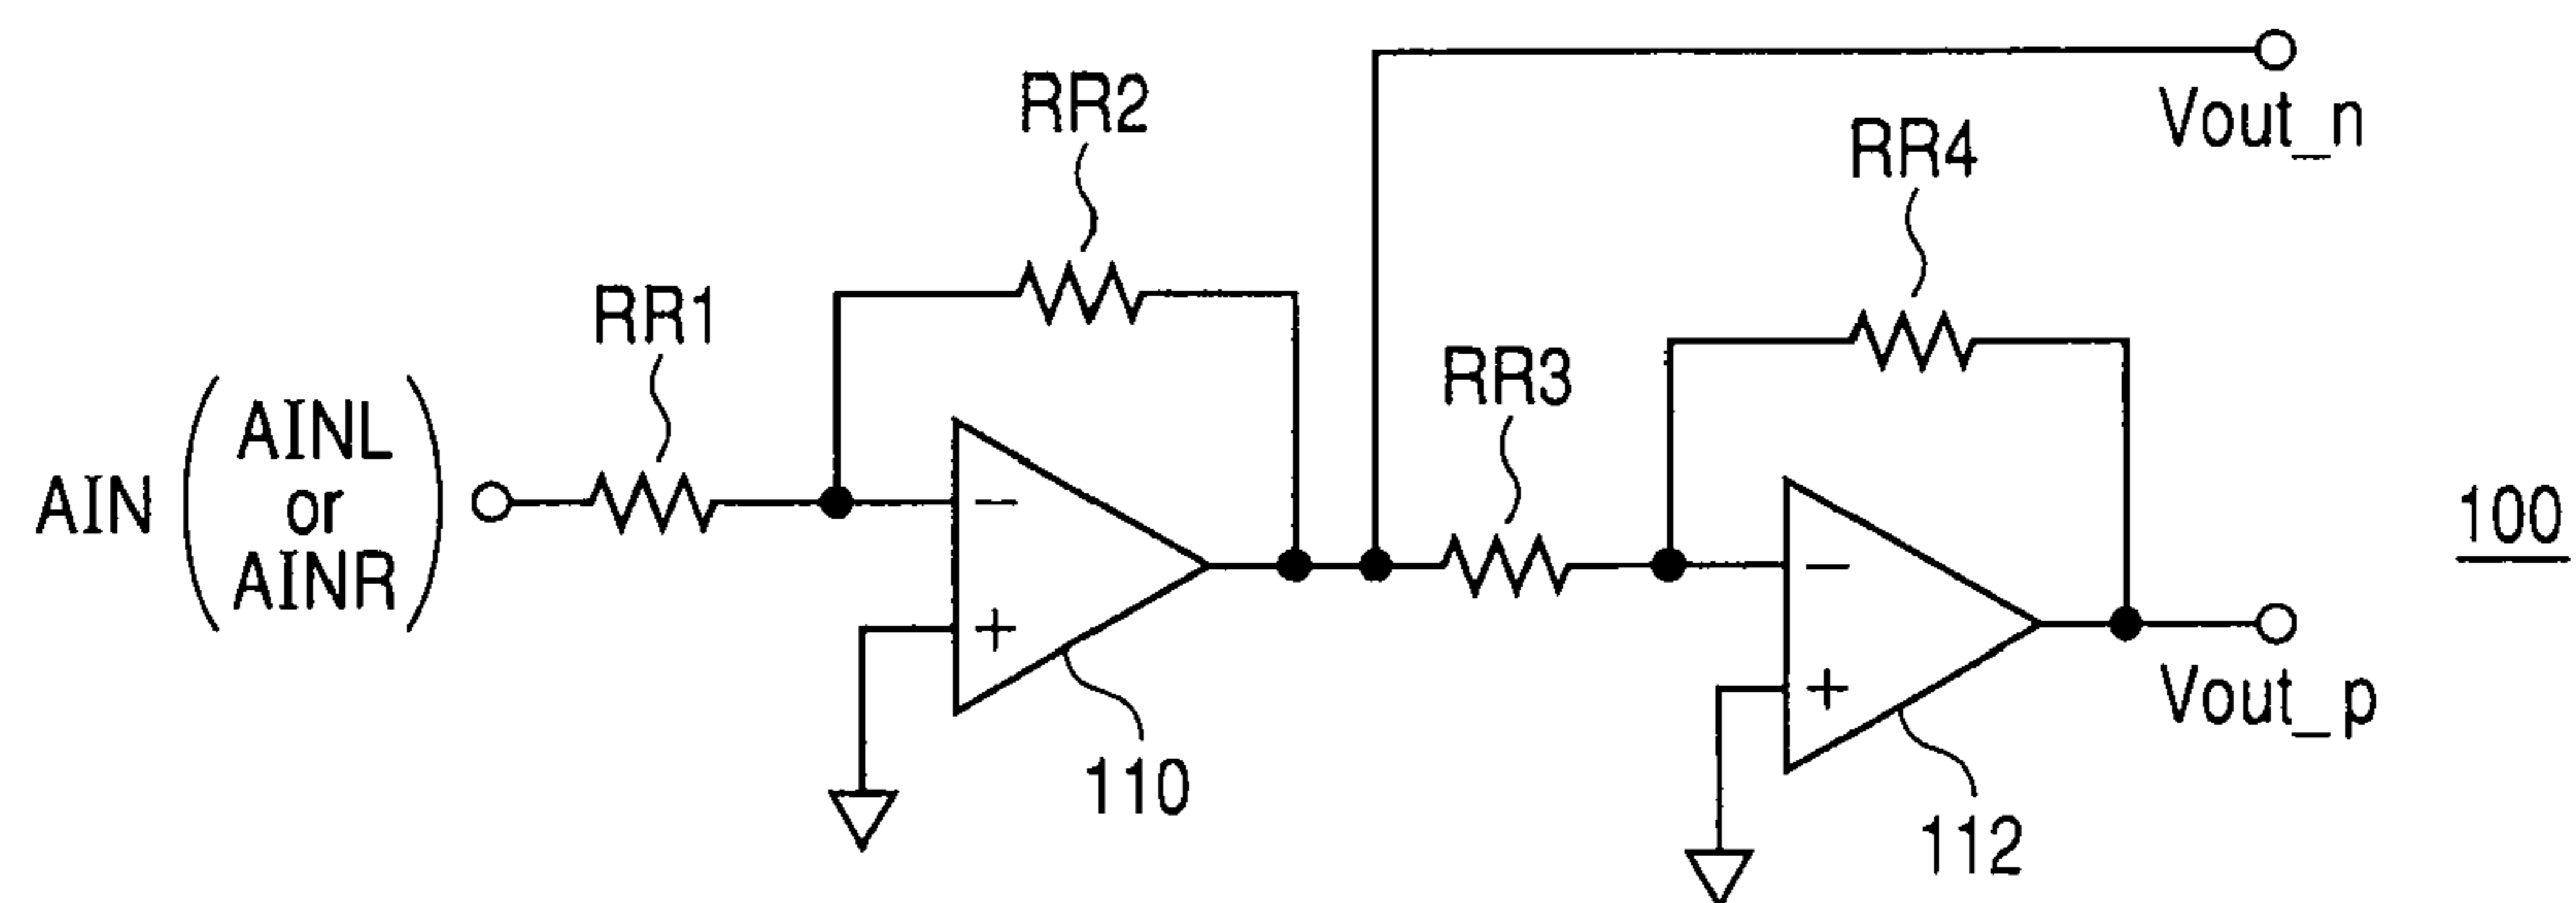 Vout_n
RR2
RR4
RR1
RR3
AIN
AINL
or
AINR
−
+
−
+
100
Vout_p
110
112